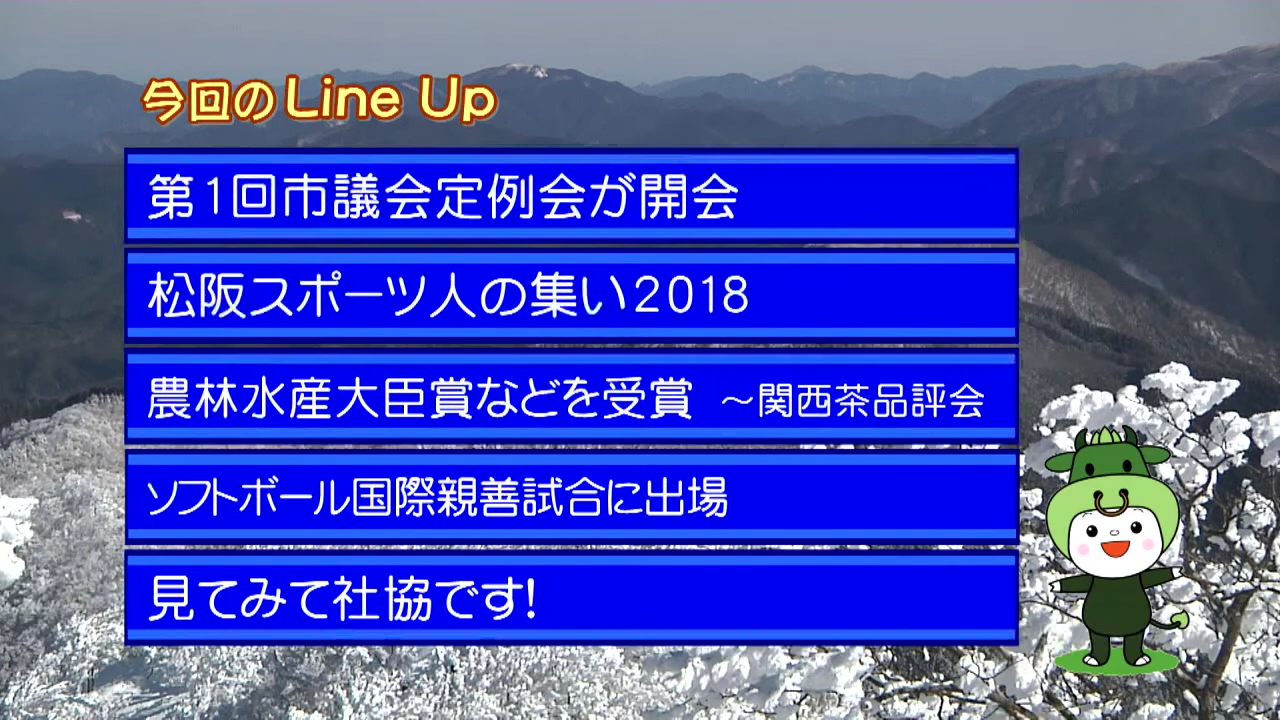 今回のLine Up
第1回市議会定例会が開会
松阪スポーツ人の集い2018
農林水産大臣賞などを受賞 ～関西茶品評会
ソフトボール国際親善試合に出場
見てみて社協です!